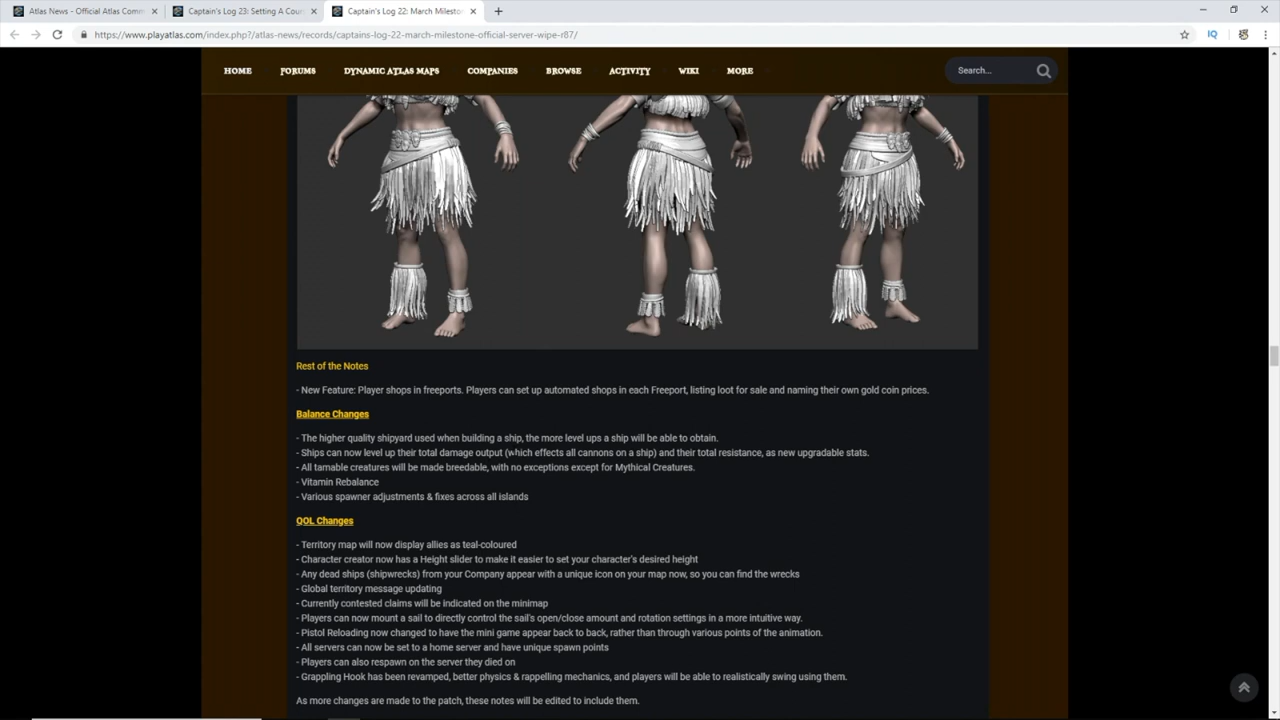 Atlas News - Official Atlas Comm
Captain's Log 23: Setting A Cour
Captain's Log 22: March Milesto
https://www.playatlas.com/index.php?/atlas-news/records/captains-log-22-march-milestone-official-server-wipe-r87/
IQ
HOME FORUMS DYNAMIC ATLAS MAPS COMPANIES BROWSE ACTIVITY WIKI MORE Search...
Rest of the Notes
- New Feature: Player shops in freeports. Players can set up automated shops in each Freeport, listing loot for sale and naming their own gold coin prices.
Balance Changes
- The higher quality shipyard used when building a ship, the more level ups a ship will be able to obtain.
- Ships can now level up their total damage output (which effects all cannons on a ship) and their total resistance, as new upgradable stats.
- All tamable creatures will be made breedable, with no exceptions except for Mythical Creatures.
- Vitamin Rebalance
- Various spawner adjustments & fixes across all islands
QOL Changes
- Territory map will now display allies as teal-coloured
- Character creator now has a Height slider to make it easier to set your character's desired height
- Any dead ships (shipwrecks) from your Company appear with a unique icon on your map now, so you can find the wrecks
- Global territory message updating
- Currently contested claims will be indicated on the minimap
- Players can now mount a sail to directly control the sail's open/close amount and rotation settings in a more intuitive way.
- Pistol Reloading now changed to have the mini game appear back to back, rather than through various points of the animation.
- All servers can now be set to a home server and have unique spawn points
- Players can also respawn on the server they died on
- Grappling Hook has been revamped, better physics & rappelling mechanics, and players will be able to realistically swing using them.
As more changes are made to the patch, these notes will be edited to include them.